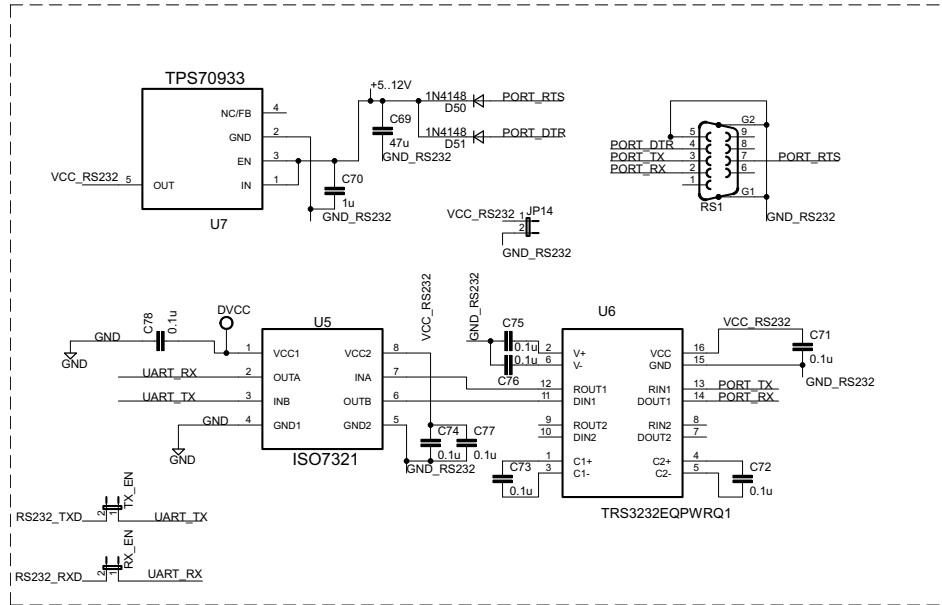 TPS70933
NC/FB 4
GND 2
EN 3
IN 1
VCC_RS232 5 OUT
U7
+5..12V
1N4148
D50
PORT_RTS
1N4148
D51
PORT_DTR
C69
47u
GND_RS232
C70
1u
GND_RS232
VCC_RS232 1 JP14
2
GND_RS232
G2
5 9
PORT_DTR 4 8
PORT_TX 3 7 PORT_RTS
PORT_RX 2 6
1
G1
RS1
GND_RS232
C78
0.1u
GND
GND
DVCC
U5
1 VCC1 VCC2 8
UART_RX 2 OUTA INA 7
UART_TX 3 INB OUTB 6
GND 4 GND1 GND2 5
GND
ISO7321
VCC_RS232
C74 C77
0.1u 0.1u
GND_RS232
GND_RS232
C75
0.1u
0.1u
C76
U6
2 V+ VCC 16
6 V- GND 15
12 ROUT1 RIN1 13 PORT_TX
11 DIN1 DOUT1 14 PORT_RX
9 ROUT2 RIN2 8
10 DIN2 DOUT2 7
1 C1+ C2+ 4
3 C1- C2- 5
C73
0.1u
C72
0.1u
TRS3232EQPWRQ1
VCC_RS232
C71
0.1u
GND_RS232
TX_EN
RS232_TXD 2 1 UART_TX
RX_EN
RS232_RXD 2 1 UART_RX